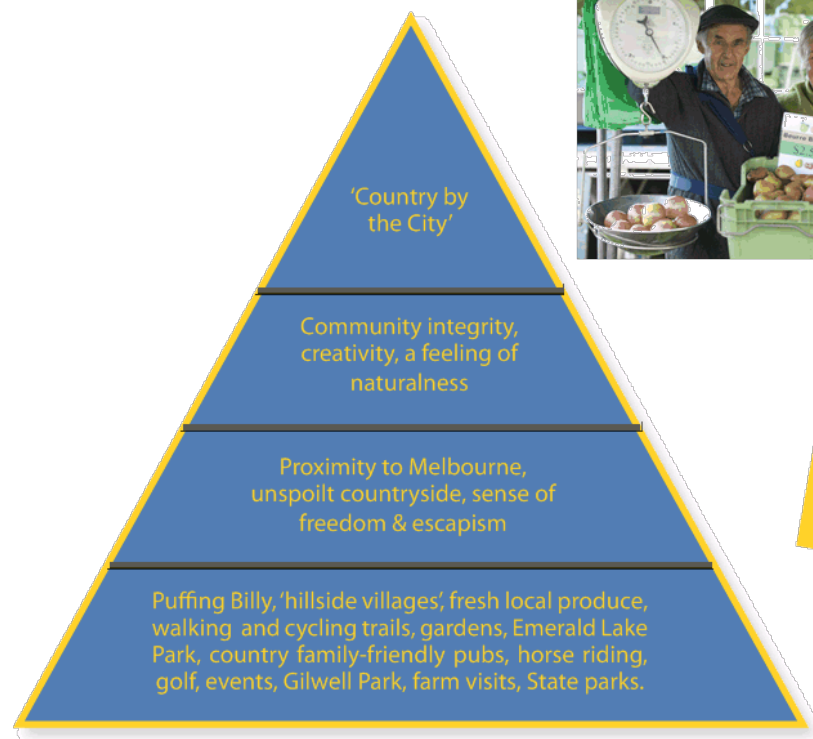 'Country by
the City'
Community integrity,
creativity, a feeling of
naturalness
Proximity to Melbourne,
unspoilt countryside, sense of
freedom & escapism
Puffing Billy, 'hillside villages', fresh local produce,
walking and cycling trails, gardens, Emerald Lake
Park, country family-friendly pubs, horse riding,
golf, events, Gilwell Park, farm visits, State parks.